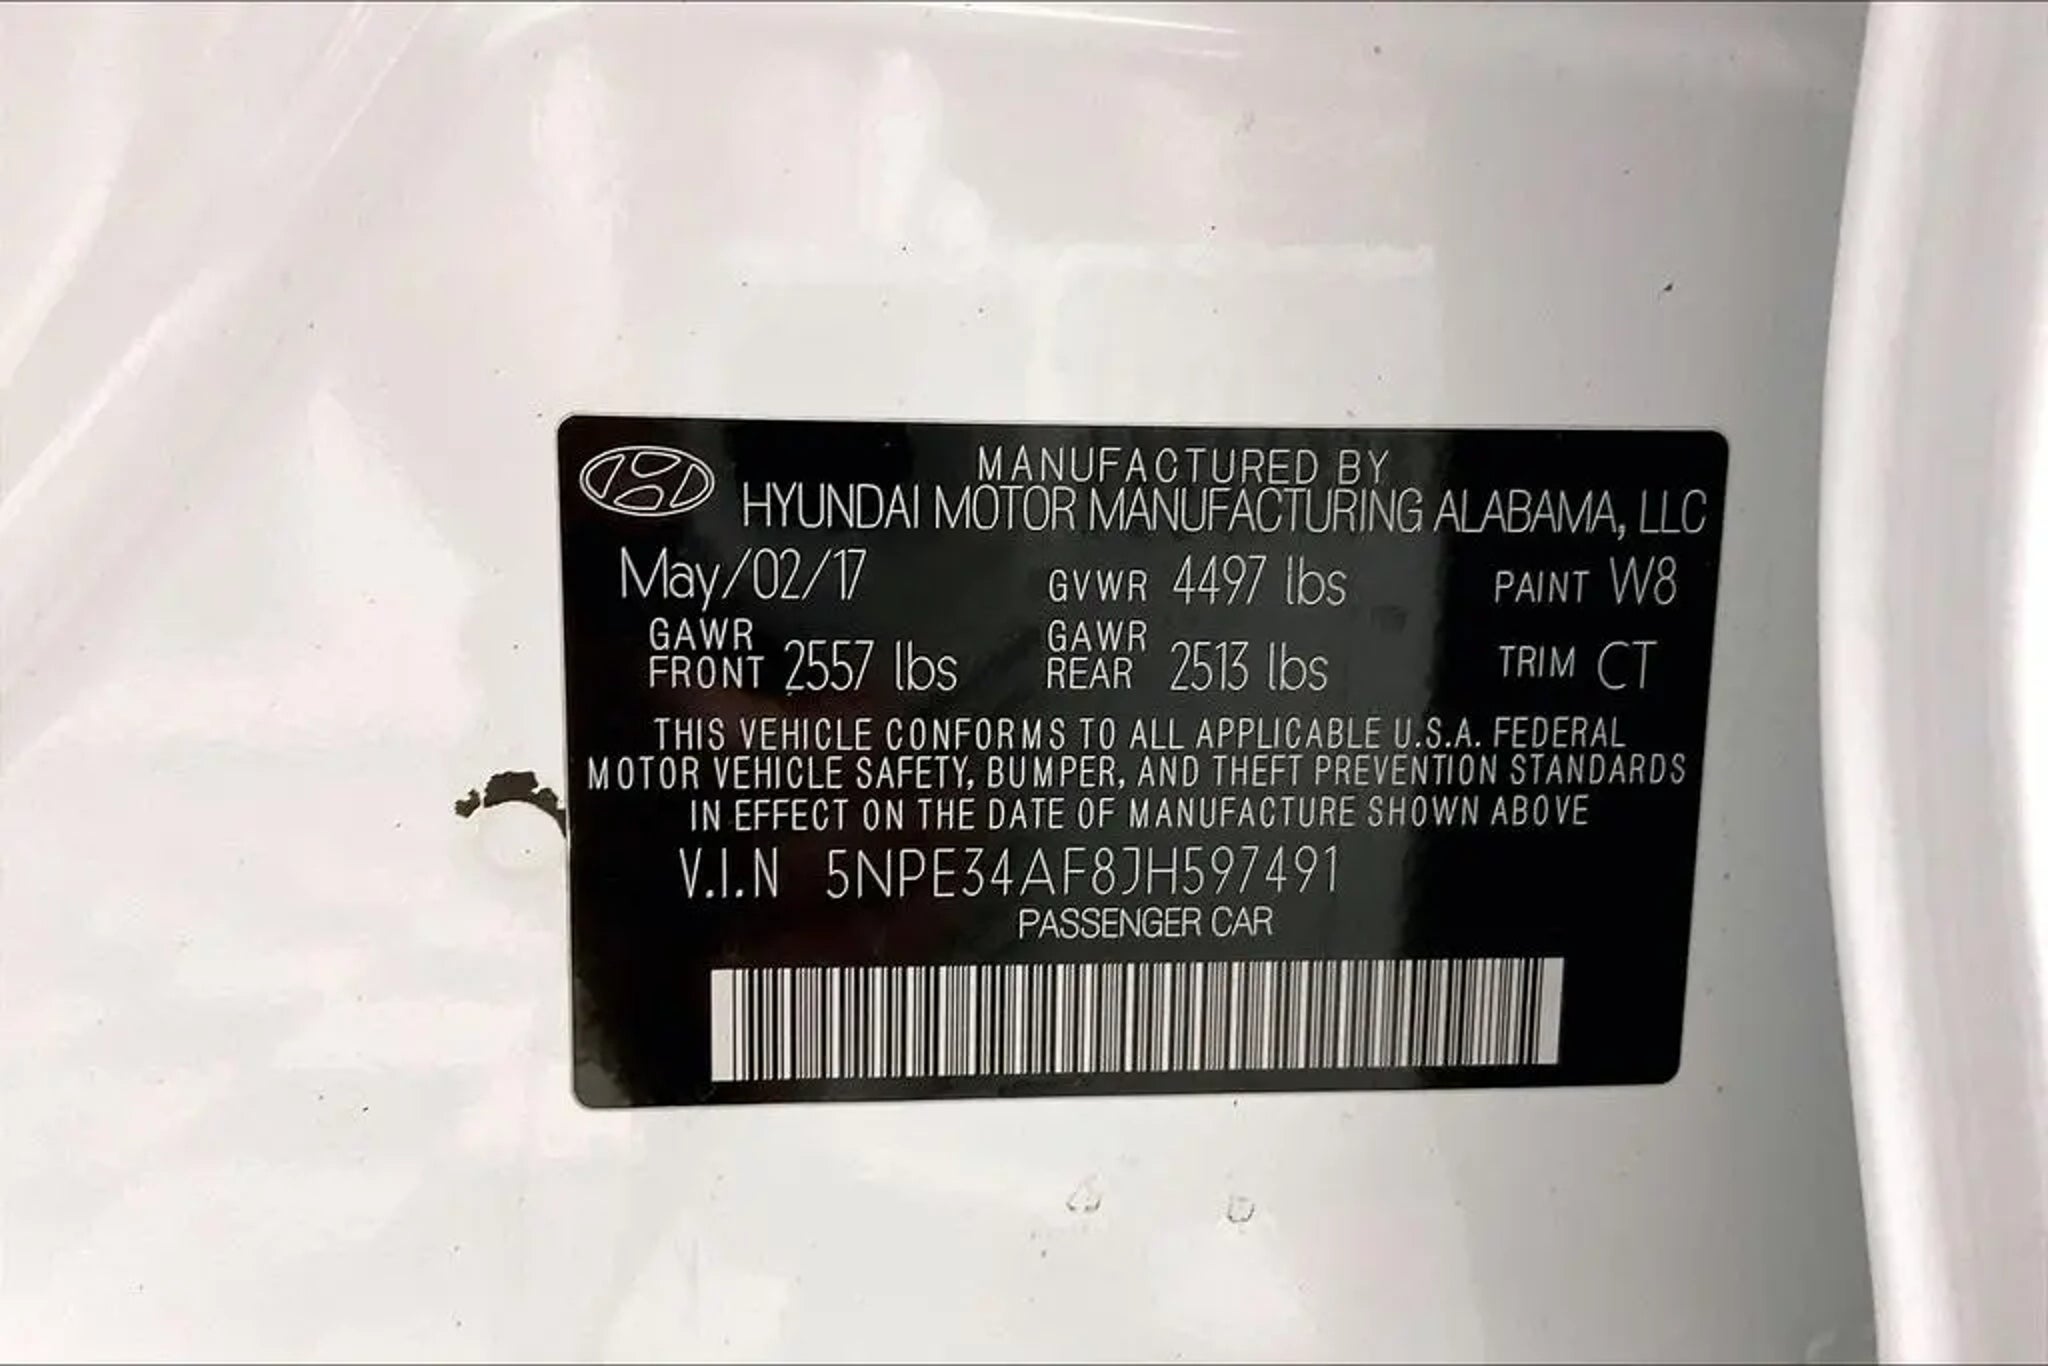 MANUFACTURED BY
HYUNDAI MOTOR MANUFACTURING ALABAMA, LLC
May/02/17 GVWR 4497 lbs PAINT W8
GAWR FRONT 2557 lbs GAWR REAR 2513 lbs TRIM CT
THIS VEHICLE CONFORMS TO ALL APPLICABLE U.S.A. FEDERAL
MOTOR VEHICLE SAFETY, BUMPER, AND THEFT PREVENTION STANDARDS
IN EFFECT ON THE DATE OF MANUFACTURE SHOWN ABOVE
V.I.N 5NPE34AF8JH597491
PASSENGER CAR